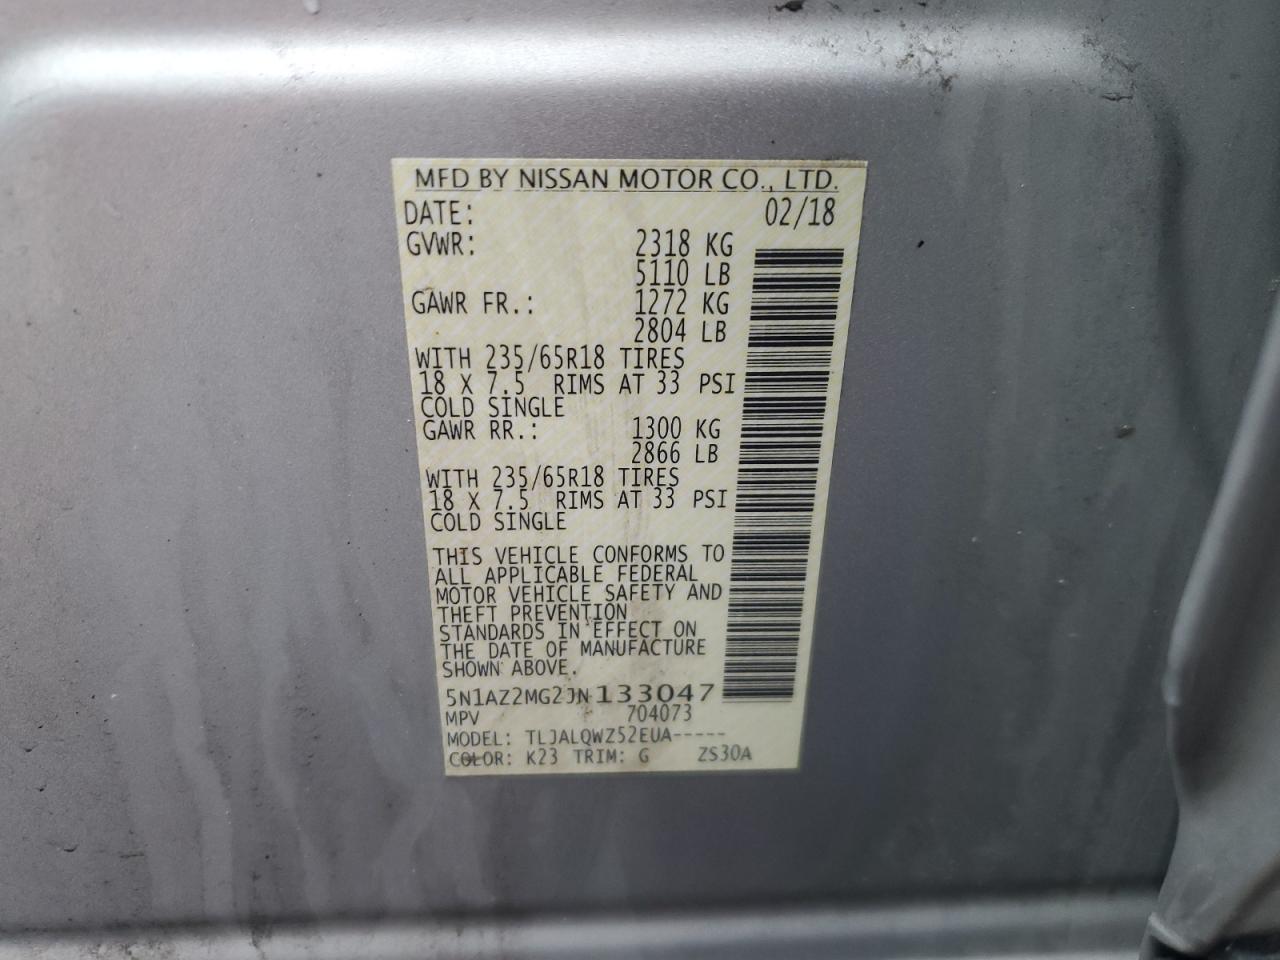 MFD BY NISSAN MOTOR CO., LTD.
DATE: 02/18
GVWR: 2318 KG
5110 LB
GAWR FR.: 1272 KG
2804 LB
WITH 235/65R18 TIRES
18 X 7.5 RIMS AT 33 PSI
COLD SINGLE
GAWR RR.: 1300 KG
2866 LB
WITH 235/65R18 TIRES
18 X 7.5 RIMS AT 33 PSI
COLD SINGLE
THIS VEHICLE CONFORMS TO
ALL APPLICABLE FEDERAL
MOTOR VEHICLE SAFETY AND
THEFT PREVENTION
STANDARDS IN EFFECT ON
THE DATE OF MANUFACTURE
SHOWN ABOVE.
5N1AZ2MG2JN133047
MPV 704073
MODEL: TLJALQWZ52EUA-----
COLOR: K23 TRIM: G ZS30A